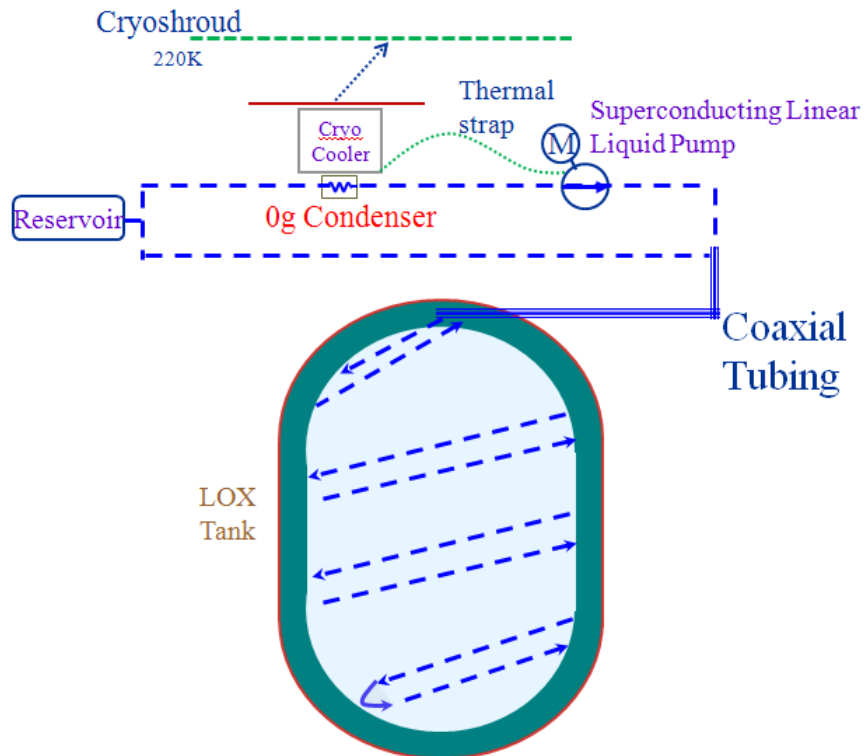 Cryoshroud
220K
Thermal
strap
Superconducting Linear
Liquid Pump
Cryo
Cooler
M
Reservoir
0g Condenser
Coaxial
Tubing
LOX
Tank